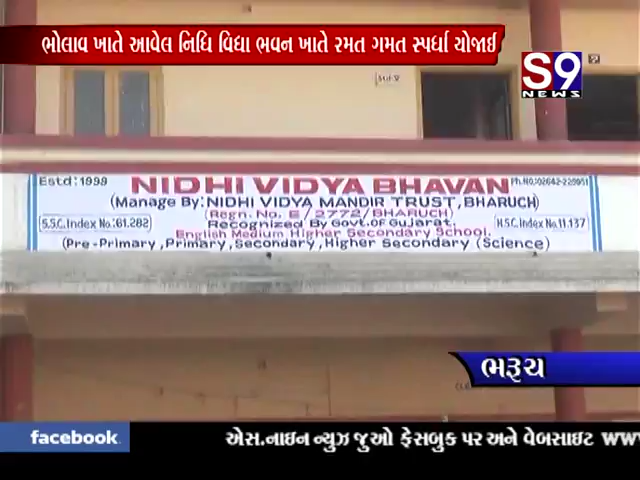 ભોલાવ ખાતે આવેલ નિધિ વિદ્યા ભવન ખાતે રમત ગમત સ્પર્ધા યોજાઈ
S9
NEWS
Estd: 1998
NIDHI VIDYA BHAVAN
Ph.NO.:02642-220951
(Manage By: NIDHI VIDYA MANDIR TRUST, BHARUCH)
(Regn. No. E/2772/BHARUCH)
S.S.C. Index No.: 61.282
Recognized By Govt. OF Gujarat.
H.S.C. Index No. 11.137
English Medium Higher Secondary School.
(Pre-Primary, Primary, Secondary, Higher Secondary (Science)
ભરૂચ
facebook
એસ.નાઇન ન્યુઝ જુઓ ફેસબુક પર અને વેબસાઇટ www